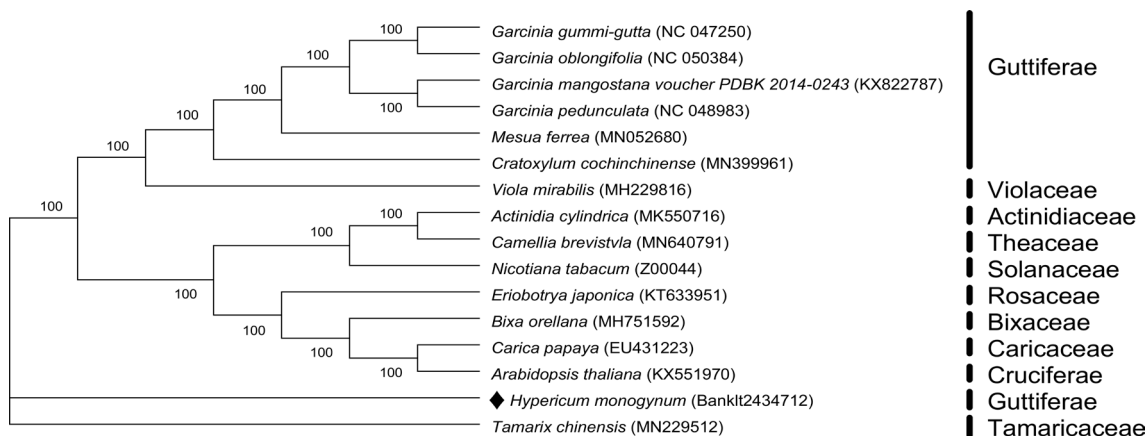 100 Garcinia gummi-gutta (NC 047250)
100 Garcinia oblongifolia (NC 050384)
Guttiferae
100 Garcinia mangostana voucher PDBK 2014-0243 (KX822787)
100 100 Garcinia pedunculata (NC 048983)
100 Mesua ferrea (MN052680)
Cratoxylum cochinchinense (MN399961)
100 Viola mirabilis (MH229816) Violaceae
100 Actinidia cylindrica (MK550716) Actinidiaceae
100 Camellia brevistvla (MN640791) Theaceae
Nicotiana tabacum (Z00044) Solanaceae
100 Eriobotrya japonica (KT633951) Rosaceae
100 Bixa orellana (MH751592) Bixaceae
100 Carica papaya (EU431223) Caricaceae
100 Arabidopsis thaliana (KX551970) Cruciferae
Hypericum monogynum (Banklt2434712) Guttiferae
Tamarix chinensis (MN229512) Tamaricaceae